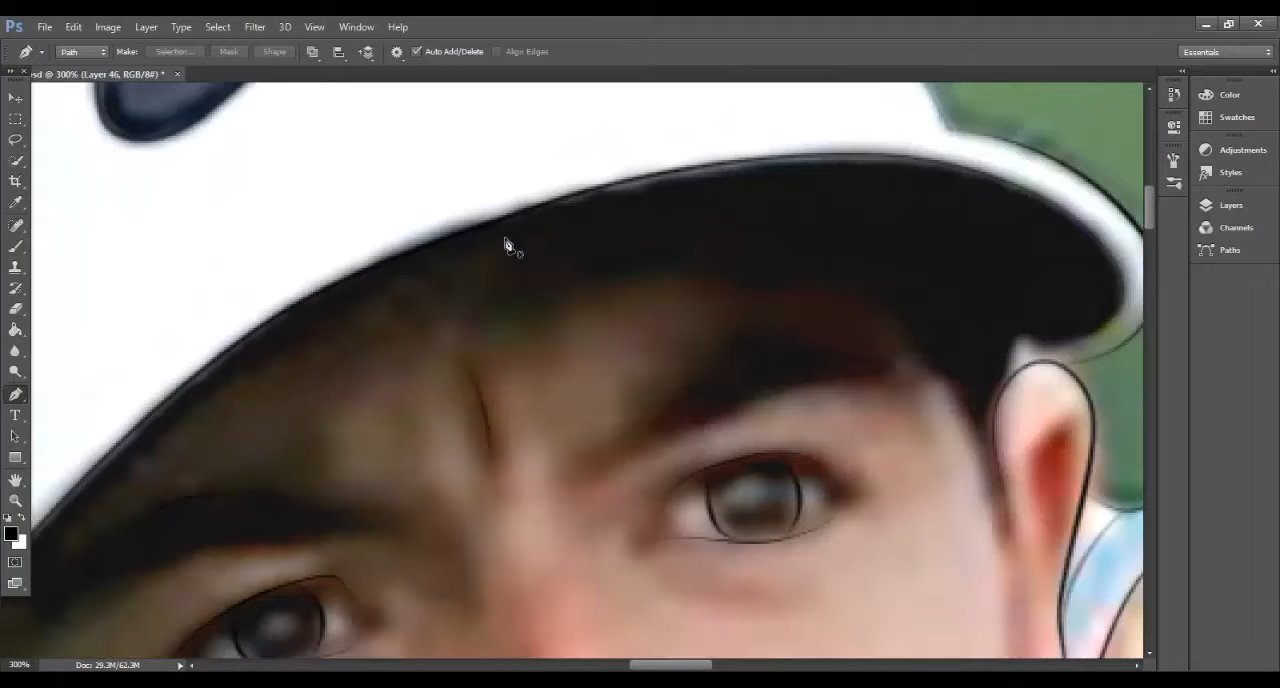 Ps File Edit Image Layer Type Select Filter 3D View Window Help
Path Make: Selection... Mask Shape Auto Add/Delete Align Edges Essentials
sd @ 300% (Layer 46, RGB/8#) * ×
Color
Swatches
Adjustments
Styles
Layers
Channels
Paths
T
300% Doc: 29.3M/62.3M